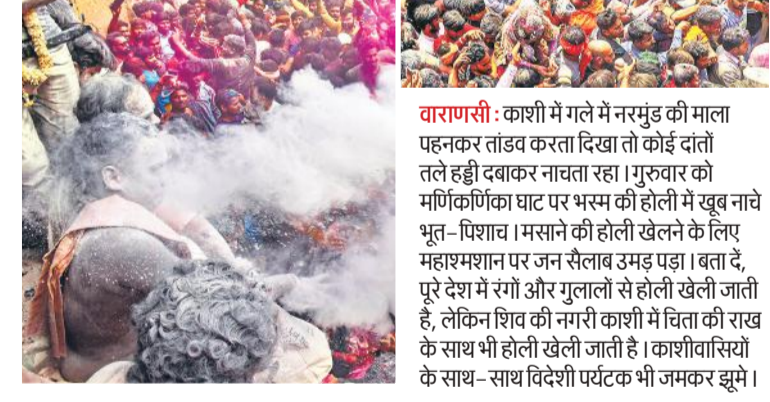 वाराणसी : काशी में गले में नरमुंड की माला
पहनकर तांडव करता दिखा तो कोई दांतों
तले हड्डी दबाकर नाचता रहा । गुरुवार को
मर्णिकर्णिका घाट पर भस्म की होली में खूब नाचे
भूत-पिशाच । मसाने की होली खेलने के लिए
महाश्मशान पर जन सैलाब उमड़ पड़ा । बता दें,
पूरे देश में रंगों और गुलालों से होली खेली जाती
है, लेकिन शिव की नगरी काशी में चिता की राख
के साथ भी होली खेली जाती है । काशीवासियों
के साथ-साथ विदेशी पर्यटक भी जमकर झूमे ।